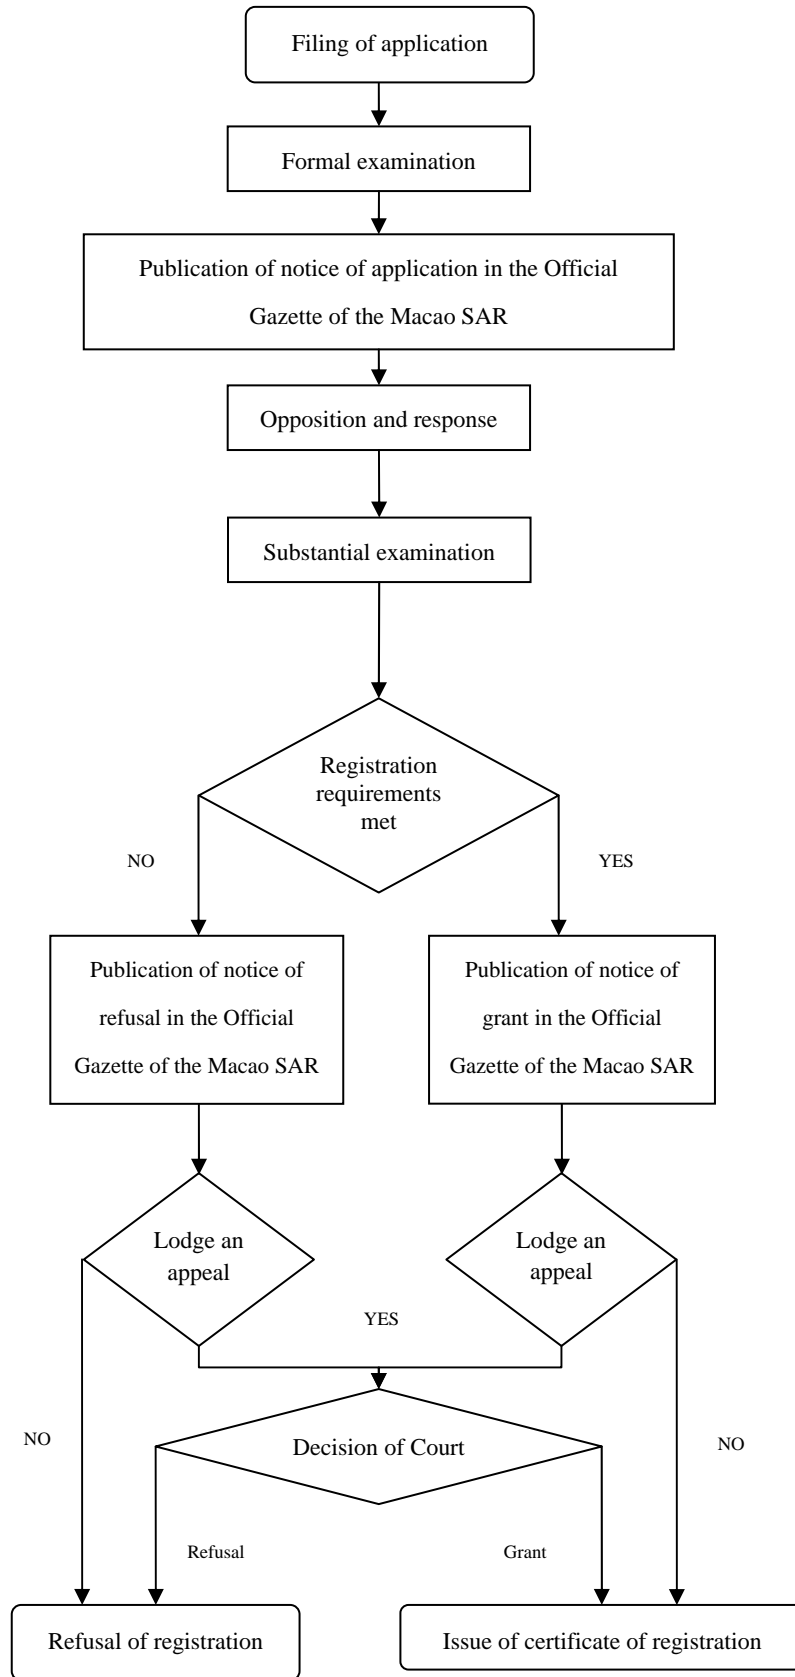 Filing of application
Formal examination
Publication of notice of application in the Official
Gazette of the Macao SAR
Opposition and response
Substantial examination
Registration
requirements
met
NO
YES
Publication of notice of
refusal in the Official
Gazette of the Macao SAR
Publication of notice of
grant in the Official
Gazette of the Macao SAR
Lodge an
appeal
Lodge an
appeal
YES
NO
Decision of Court
NO
Refusal
Grant
Refusal of registration
Issue of certificate of registration